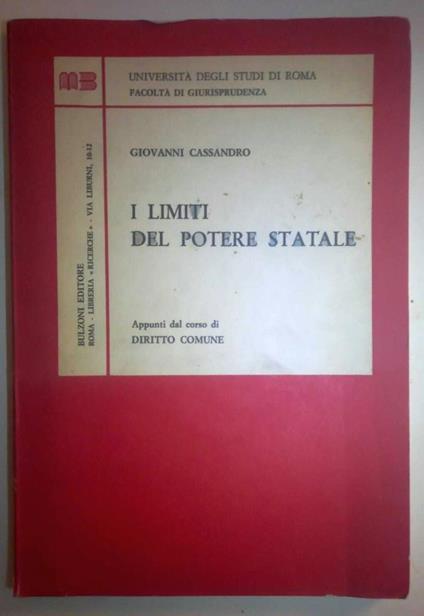 MB
UNIVERSITÀ DEGLI STUDI DI ROMA
FACOLTÀ DI GIURISPRUDENZA
GIOVANNI CASSANDRO
I LIMITI
DEL POTERE STATALE
Appunti dal corso di
DIRITTO COMUNE
BULZONI EDITORE
ROMA - LIBRERIA «RICERCHE» - VIA LIBURNI, 10-12